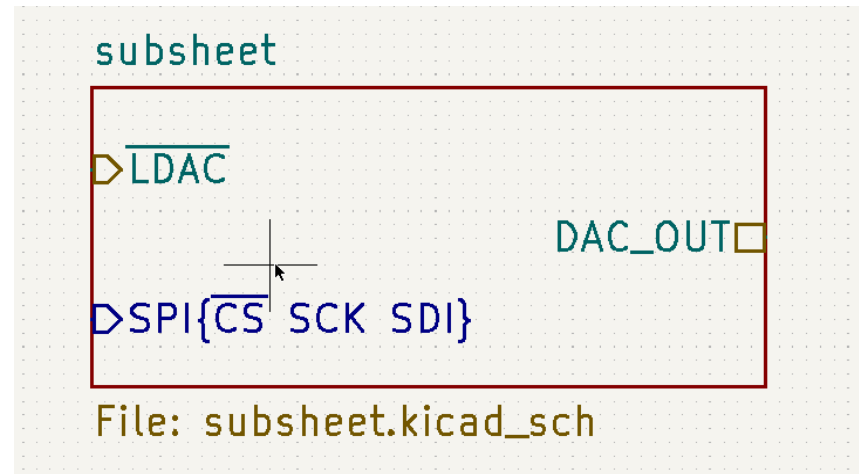 subsheet
LDAC
DAC_OUT
SPI{CS SCK SDI}
File: subsheet.kicad_sch